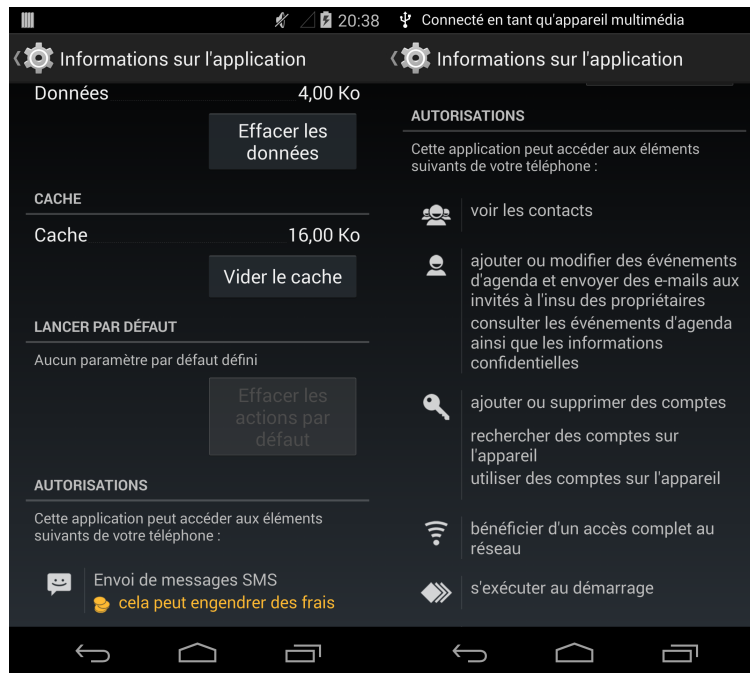 20:38
Informations sur l'application
Données 4,00 Ko
Effacer les
données
CACHE
Cache 16,00 Ko
Vider le cache
LANCER PAR DÉFAUT
Aucun paramètre par défaut défini
Effacer les
actions par
défaut
AUTORISATIONS
Cette application peut accéder aux éléments
suivants de votre téléphone :
Envoi de messages SMS
cela peut engendrer des frais
Connecté en tant qu'appareil multimédia
Informations sur l'application
AUTORISATIONS
Cette application peut accéder aux éléments
suivants de votre téléphone :
voir les contacts
ajouter ou modifier des événements
d'agenda et envoyer des e-mails aux
invités à l'insu des propriétaires
consulter les événements d'agenda
ainsi que les informations
confidentielles
ajouter ou supprimer des comptes
rechercher des comptes sur
l'appareil
utiliser des comptes sur l'appareil
bénéficier d'un accès complet au
réseau
s'exécuter au démarrage